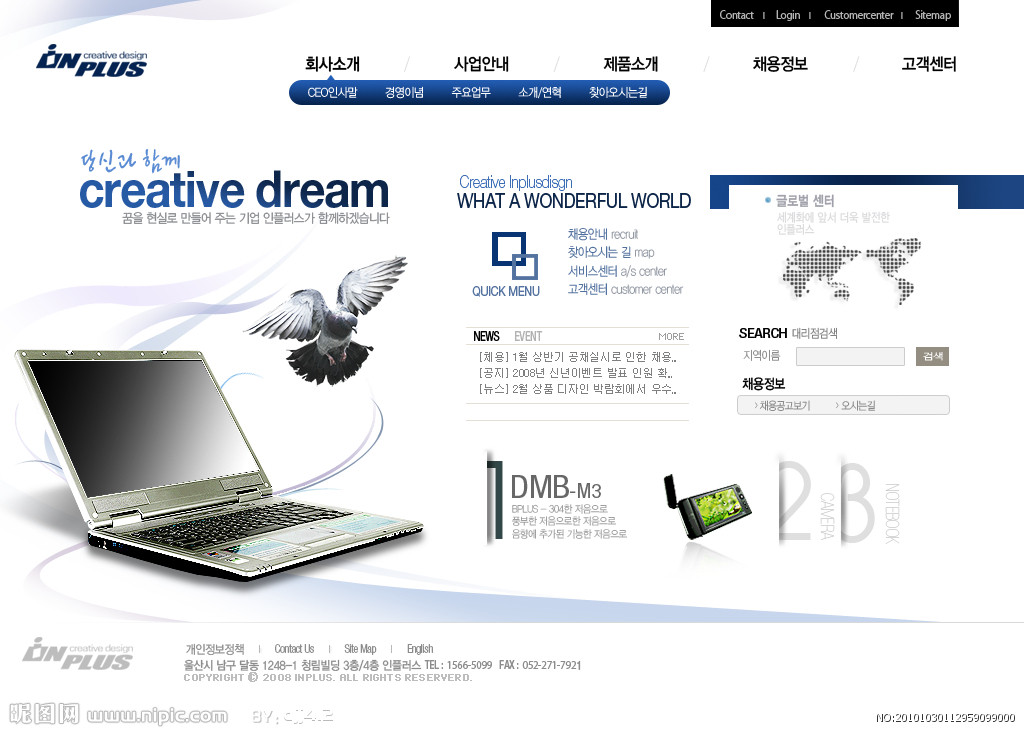 Contact Login Customercenter Sitemap
creative design
INPLUS
회사소개 사업안내 제품소개 채용정보 고객센터
CEO인사말 경영이념 주요업무 소개/연혁 찾아오시는길
당신과 함께
creative dream
꿈을 현실로 만들어 주는 기업 인플러스가 함께하겠습니다
Creative Inplusdisgn
WHAT A WONDERFUL WORLD
QUICK MENU
채용안내 recruit
찾아오시는 길 map
서비스센터 a/s center
고객센터 customer center
글로벌 센터
세계화에 앞서 더욱 발전한
인플러스
NEWS EVENT MORE
[채용] 1월 상반기 공채실시로 인한 채용..
[공지] 2008년 신년이벤트 발표 인원 확..
[뉴스] 2월 상품 디자인 박람회에서 우수..
SEARCH 대리점검색
지역이름 검색
채용정보
채용공고보기 오시는길
1
DMB-M3
BPLUS - 304한 저음으로
풍부한 저음으로한 저음으로
음향에 추가된 기능한 저음으로
2 CAMERA
3 NOTEBOOK
creative design
INPLUS
개인정보정책 Contact Us Site Map English
울산시 남구 달동 1248-1 청림빌딩 3층/4층 인플러스 TEL : 1566-5099 FAX : 052-271-7921
COPYRIGHT © 2008 INPLUS. ALL RIGHTS RESERVERD.
昵图网 www.nipic.com BY:
NO:20101030112959099000